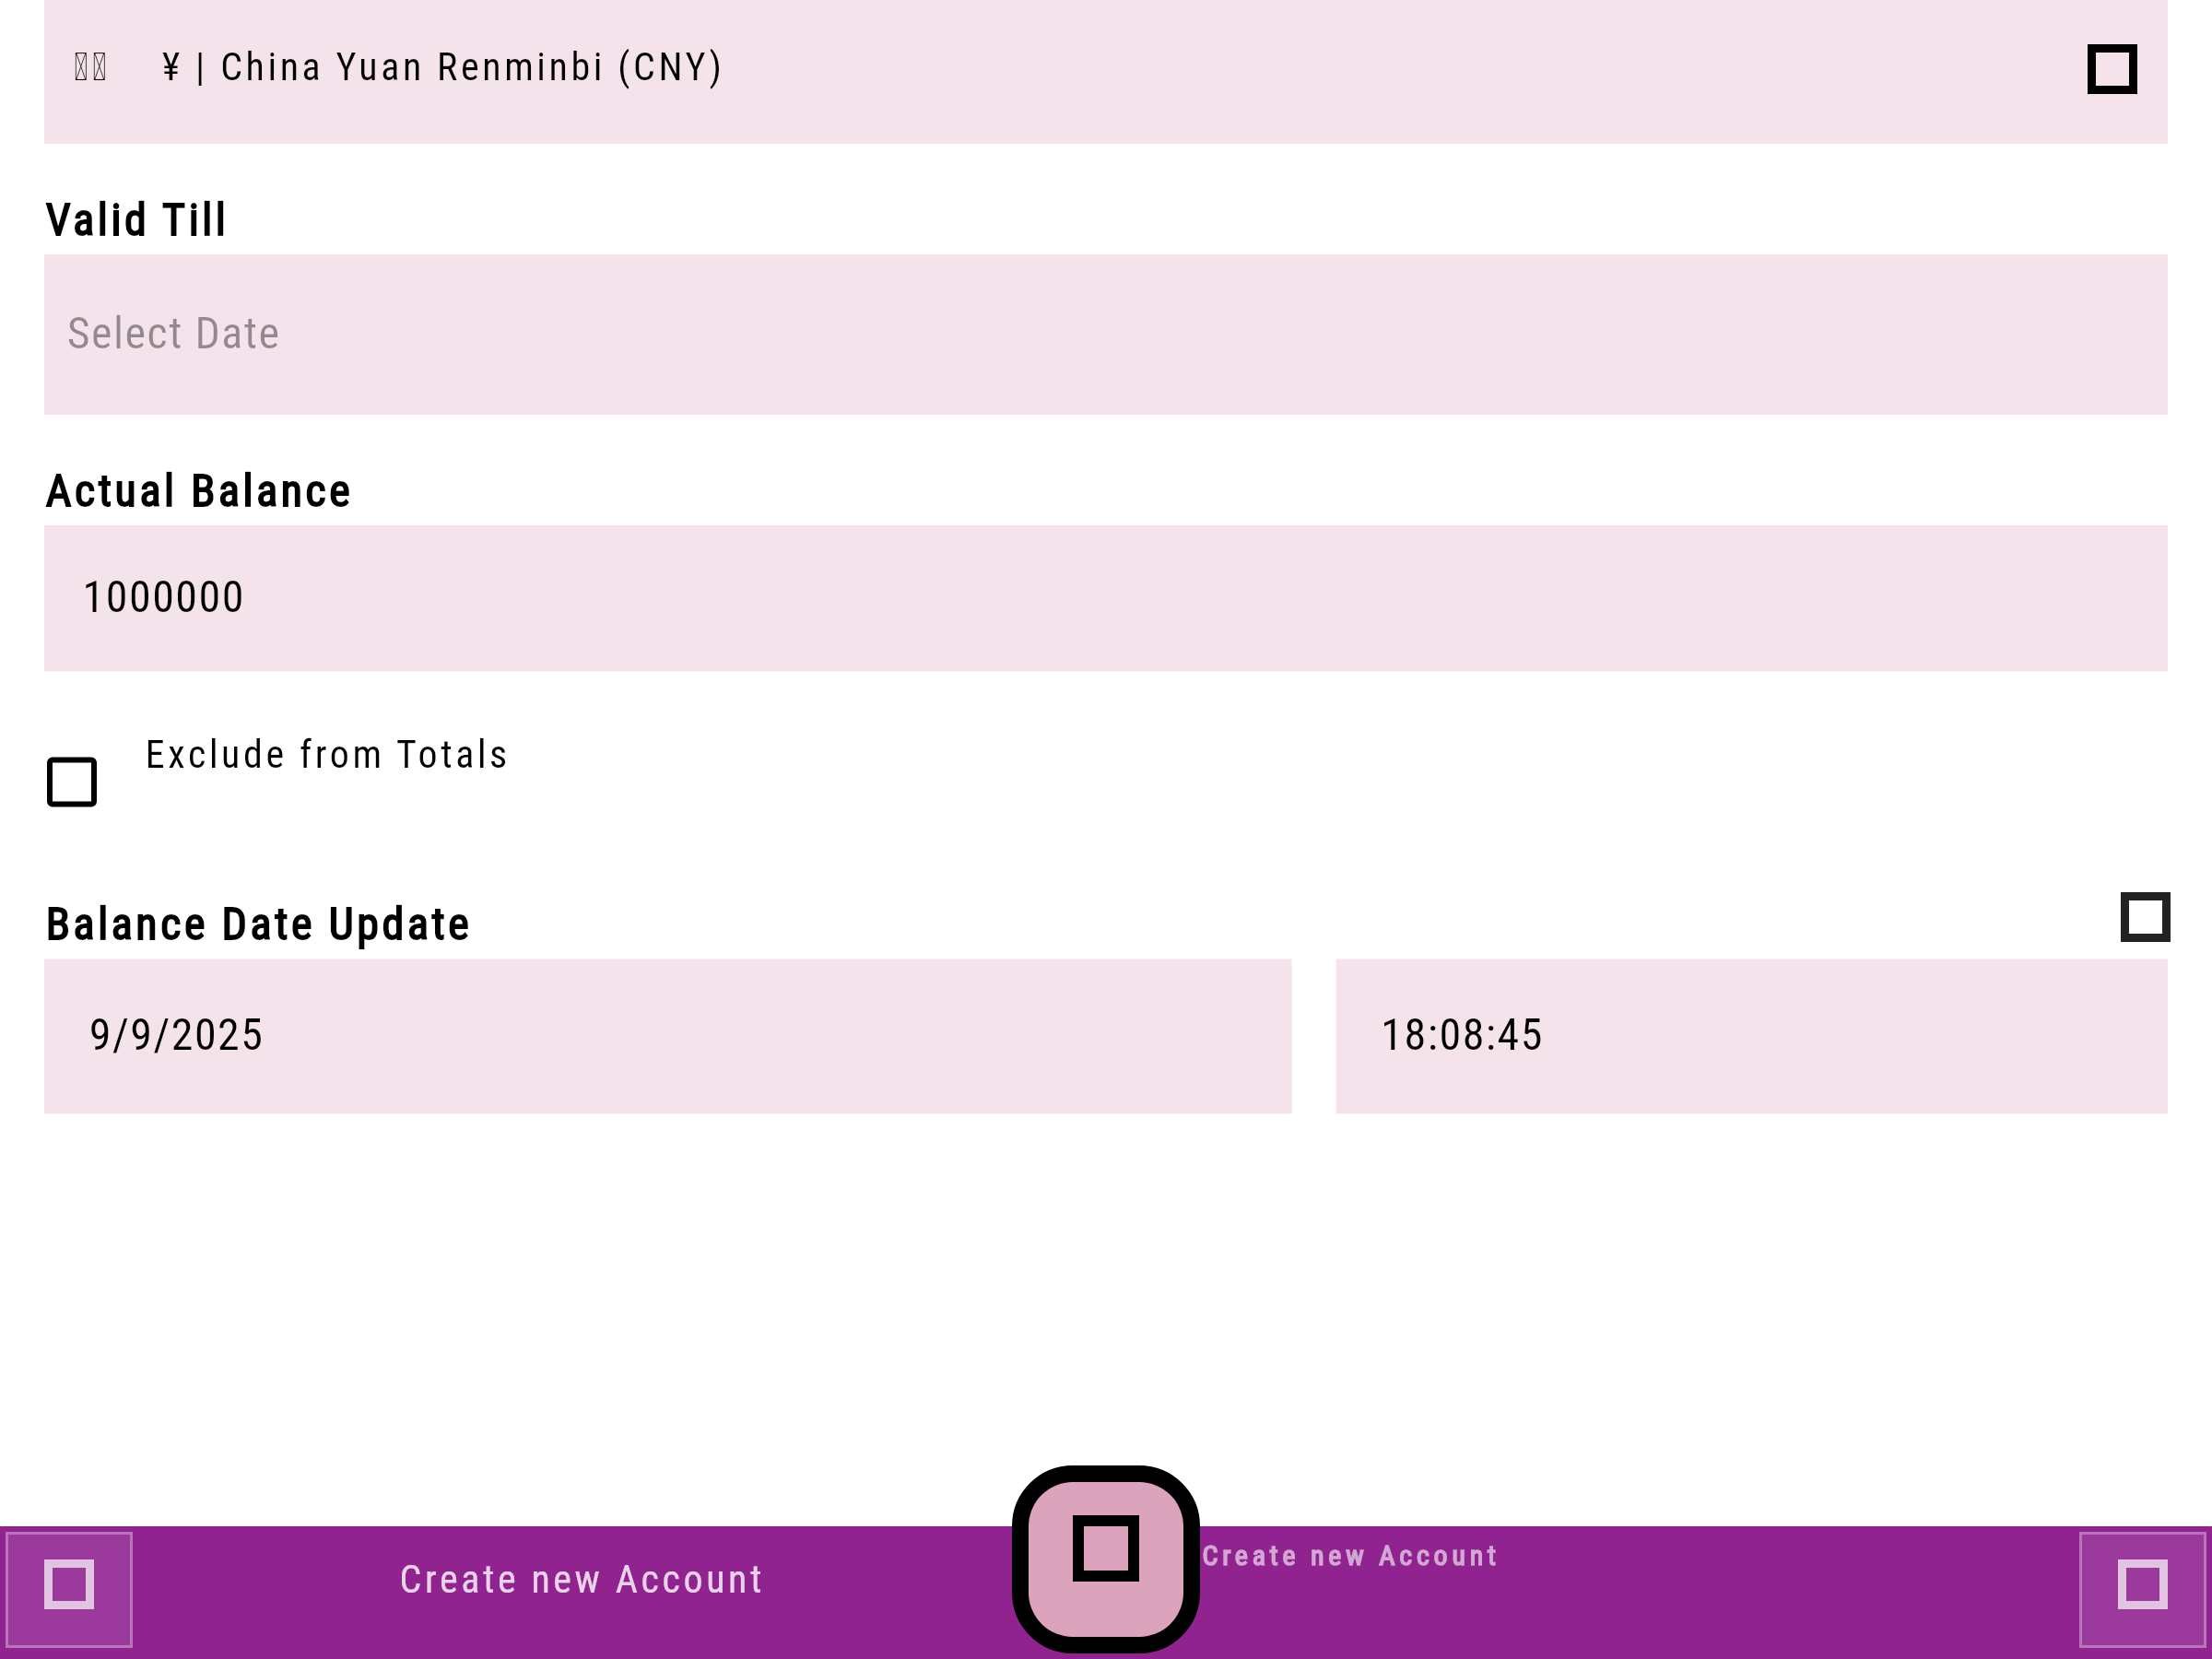 ¥ | China Yuan Renminbi (CNY)
Valid Till
Select Date
Actual Balance
1000000
Exclude from Totals
Balance Date Update
9/9/2025 18:08:45
Create new Account
Create new Account